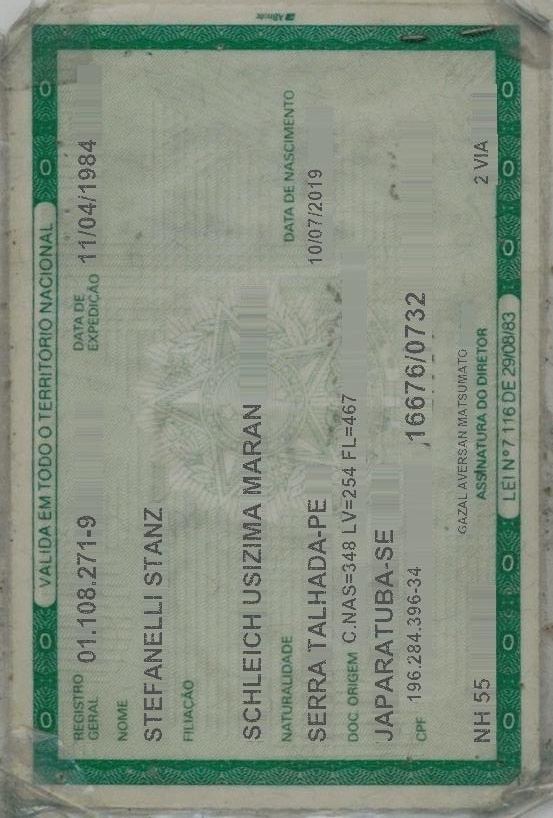 VALIDA EM TODO O TERRITÓRIO NACIONAL
REGISTRO GERAL 01.108.271-9 DATA DE EXPEDIÇÃO 11/04/1984
NOME
STEFANELLI STANZ
FILIAÇÃO
SCHLEICH USIZIMA MARAN
NATURALIDADE DATA DE NASCIMENTO
SERRA TALHADA-PE 10/07/2019
DOC. ORIGEM C.NAS=348 LV=254 FL=467
JAPARATUBA-SE
CPF 196.284.396-34 16676/0732
GAZAL AVERSAN MATSUMATO
NH 55 ASSINATURA DO DIRETOR 2 VIA
LEI Nº 7.116 DE 29/08/83